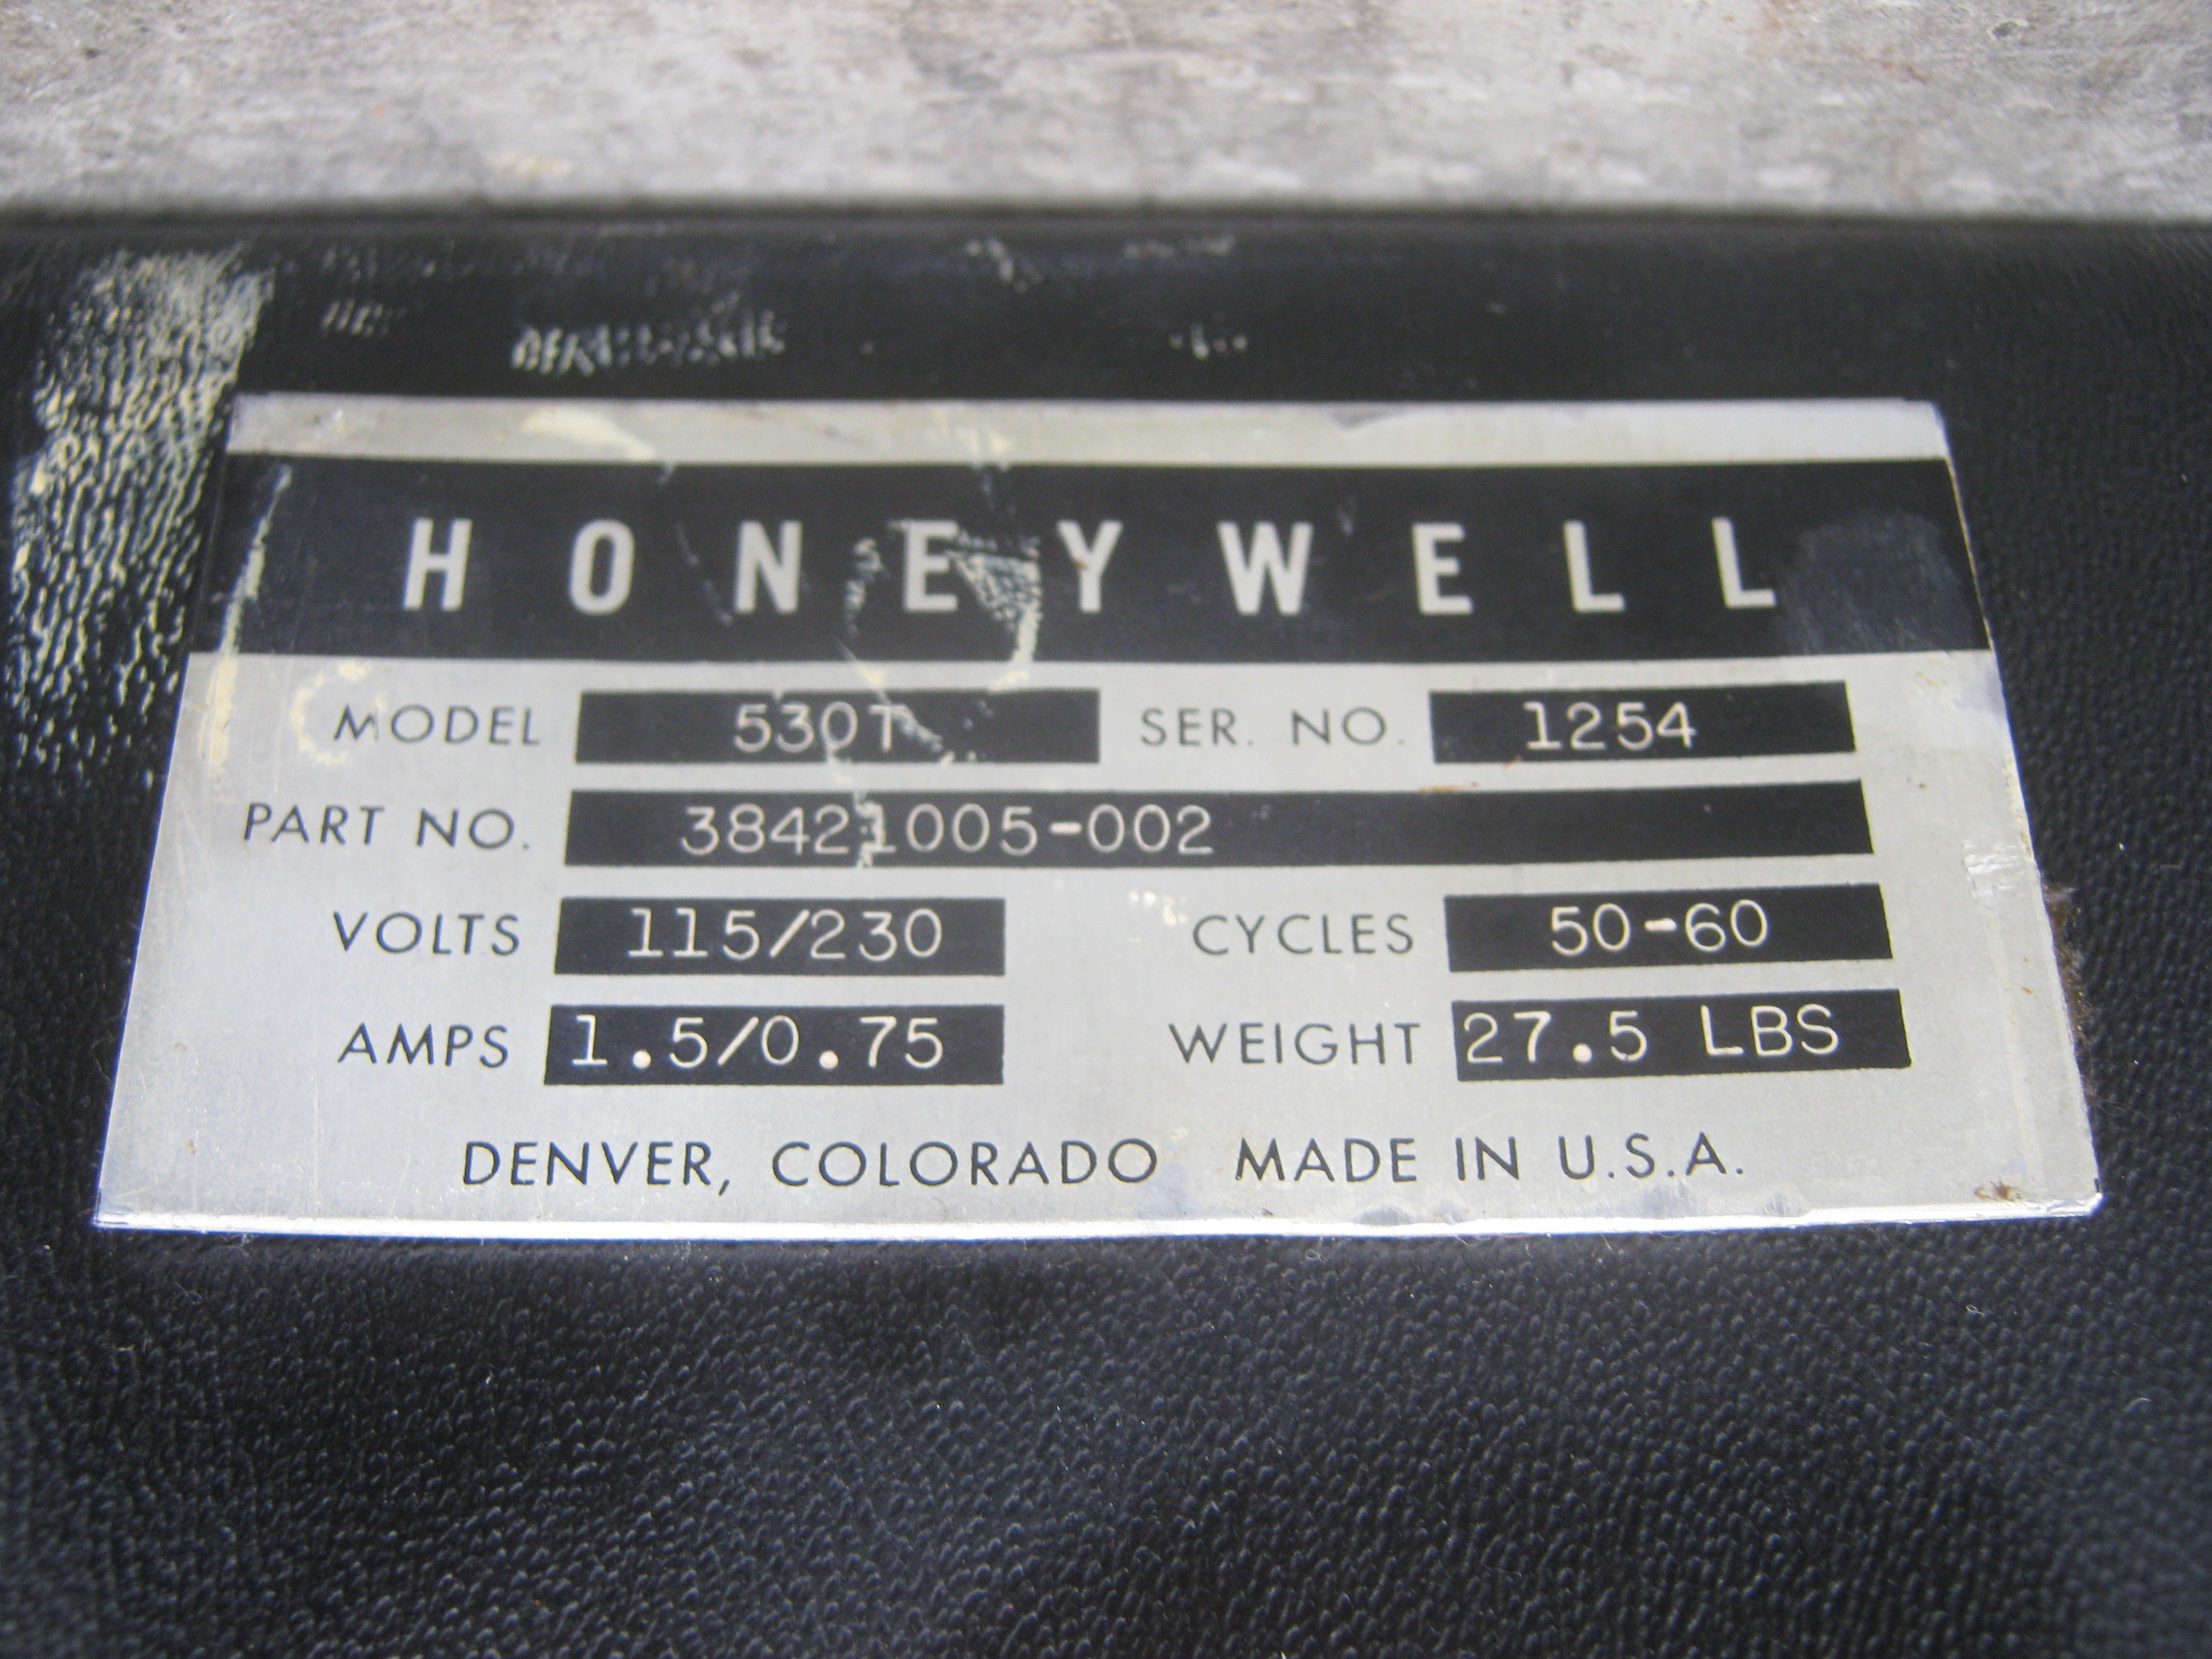 HONEYWELL
MODEL 530T SER. NO. 1254
PART NO. 38421005-002
VOLTS 115/230 CYCLES 50-60
AMPS 1.5/0.75 WEIGHT 27.5 LBS
DENVER, COLORADO MADE IN U.S.A.